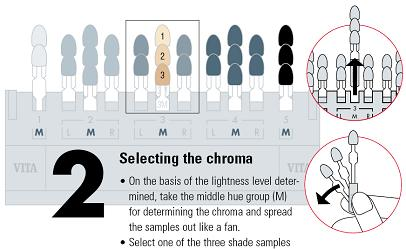 1
2
3
3M
1 2 3 4 5
M L M R L M R L M R M
3
L M R
VITA VITA
2
Selecting the chroma
• On the basis of the lightness level deter-
mined, take the middle hue group (M)
for determining the chroma and spread
the samples out like a fan.
• Select one of the three shade samples